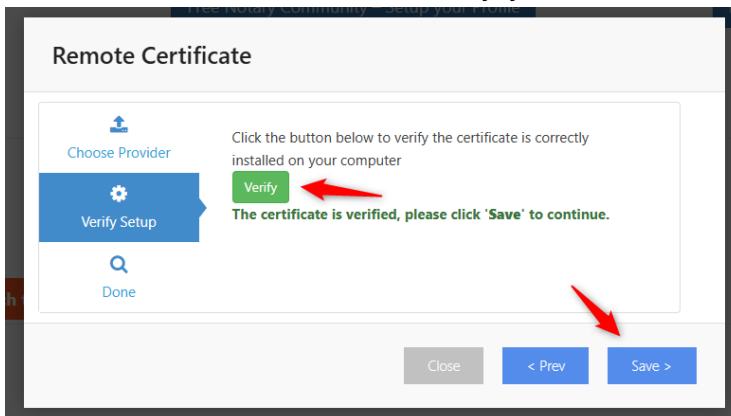 Free Notary Community - Setup your Profile
Remote Certificate
Choose Provider
Verify Setup
Done
Click the button below to verify the certificate is correctly
installed on your computer
Verify
The certificate is verified, please click 'Save' to continue.
Close
< Prev
Save >